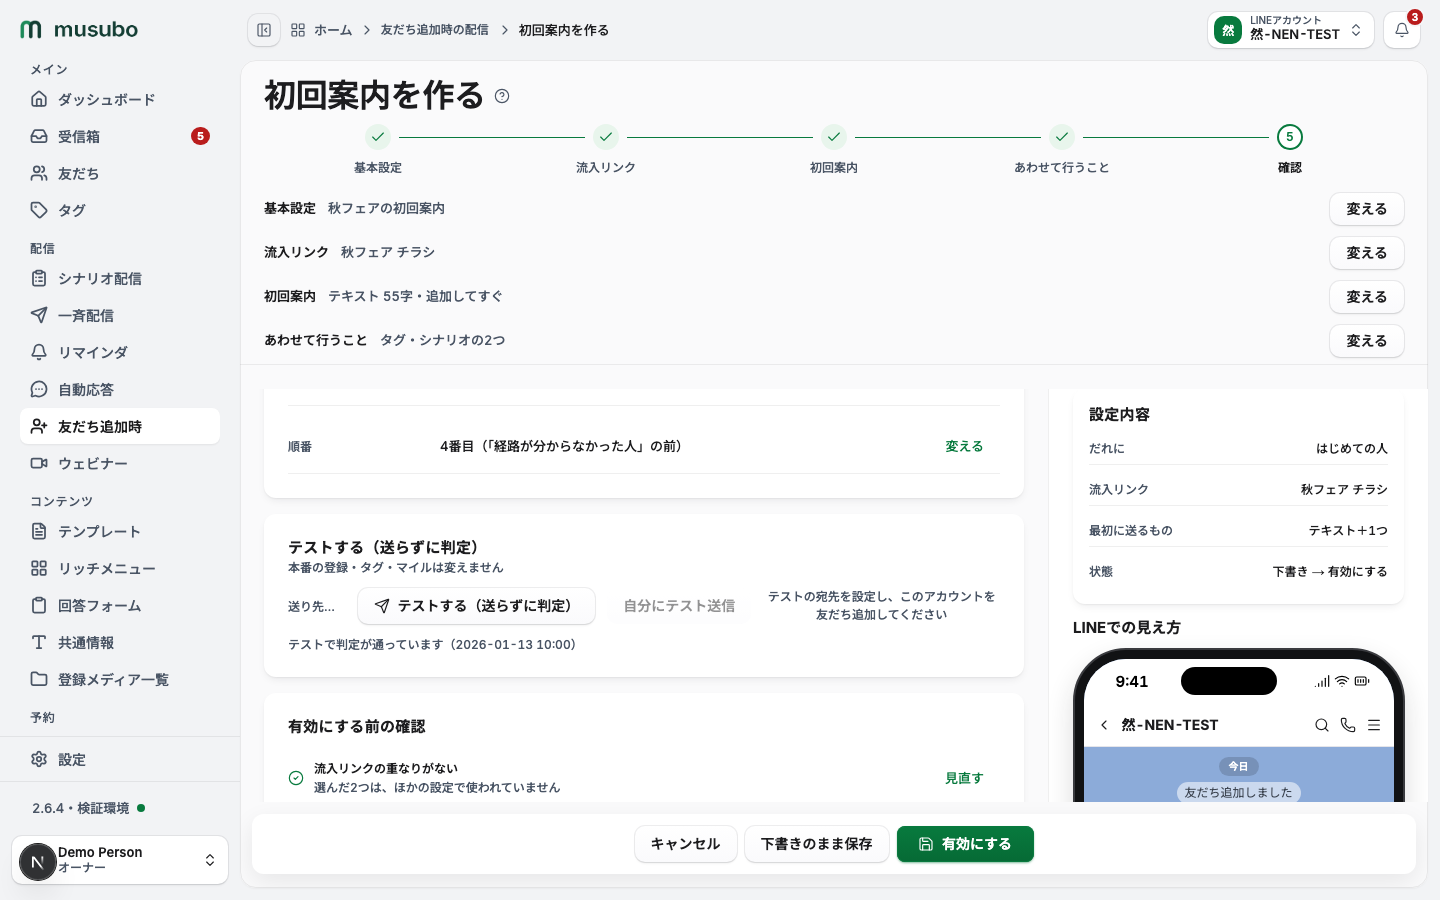 musubo
ホーム
友だち追加時の配信
初回案内を作る
然
LINEアカウント
然-NEN-TEST
3
メイン
ダッシュボード
受信箱
5
友だち
タグ
配信
シナリオ配信
一斉配信
リマインダ
自動応答
友だち追加時
ウェビナー
コンテンツ
テンプレート
リッチメニュー
回答フォーム
共通情報
登録メディア一覧
予約
設定
2.6.4・検証環境
N
Demo Person
オーナー
初回案内を作る
5
基本設定
流入リンク
初回案内
あわせて行うこと
確認
基本設定 秋フェアの初回案内
変える
流入リンク 秋フェア チラシ
変える
初回案内 テキスト 55字・追加してすぐ
変える
あわせて行うこと タグ・シナリオの2つ
変える
順番 4番目（「経路が分からなかった人」の前） 変える
テストする（送らずに判定）
本番の登録・タグ・マイルは変えません
送り先... テストする（送らずに判定） 自分にテスト送信
テストの宛先を設定し、このアカウントを
友だち追加してください
テストで判定が通っています（2026-01-13 10:00）
有効にする前の確認
流入リンクの重なりがない
選んだ2つは、ほかの設定で使われていません
見直す
設定内容
だれに はじめての人
流入リンク 秋フェア チラシ
最初に送るもの テキスト＋1つ
状態 下書き → 有効にする
LINEでの見え方
9:41
然-NEN-TEST
今日
友だち追加しました
キャンセル
下書きのまま保存
有効にする